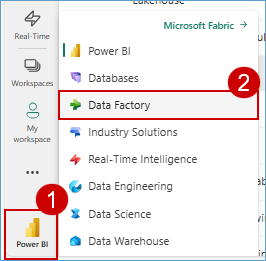 Lakehouse
Real-Time
Workspaces
My
workspace
...
1
Power BI
Microsoft Fabric →
Power BI
Databases
2
Data Factory
Industry Solutions
Real-Time Intelligence
Data Engineering
Data Science
Data Warehouse